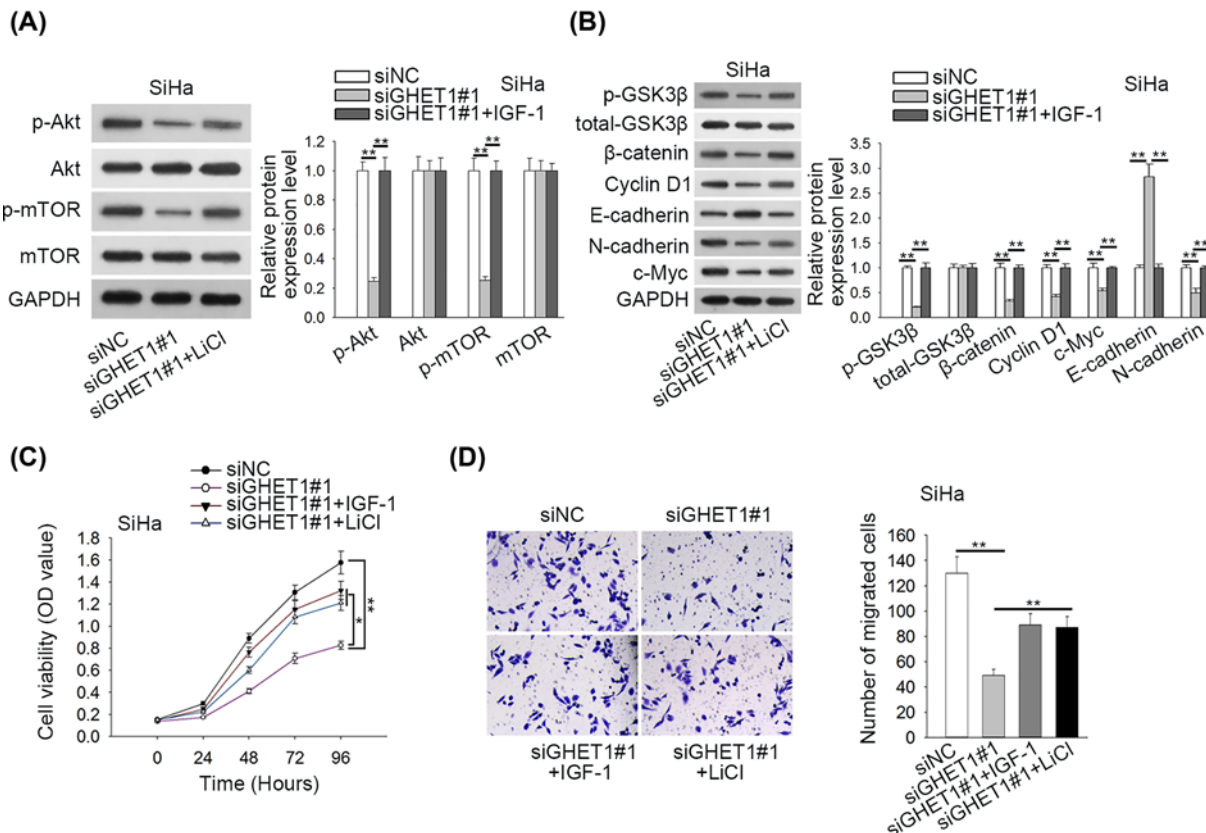 (A)
SiHa
p-Akt
Akt
p-mTOR
mTOR
GAPDH
siNC
siGHET1#1
siGHET1#1+LiCl
siNC
SiHa
siGHET1#1
siGHET1#1+IGF-1
Relative protein
expression level
1.2
1.0
0.8
0.6
0.4
0.2
0.0
** **
** **
p-Akt
Akt
p-mTOR
mTOR
(B)
SiHa
p-GSK3β
total-GSK3β
β-catenin
Cyclin D1
E-cadherin
N-cadherin
c-Myc
GAPDH
siNC
siGHET1#1
siGHET1#1+LiCl
siNC
SiHa
siGHET1#1
siGHET1#1+IGF-1
Relative protein
expression level
3.5
3.0
2.5
2.0
1.5
1.0
0.5
0.0
** **
** **
** **
** **
** **
** **
p-GSK3β
total-GSK3β
β-catenin
Cyclin D1
c-Myc
E-cadherin
N-cadherin
(C)
siNC
siGHET1#1
siGHET1#1+IGF-1
siGHET1#1+LiCl
SiHa
Cell viability (OD value)
1.8
1.6
1.4
1.2
1.0
0.8
0.6
0.4
0.2
0.0
*
**
0 24 48 72 96
Time (Hours)
(D)
siNC siGHET1#1
siGHET1#1 siGHET1#1
+IGF-1 +LiCl
SiHa
Number of migrated cells
160
140
120
100
80
60
40
20
0
**
**
siNC
siGHET1#1
siGHET1#1+IGF-1
siGHET1#1+LiCl